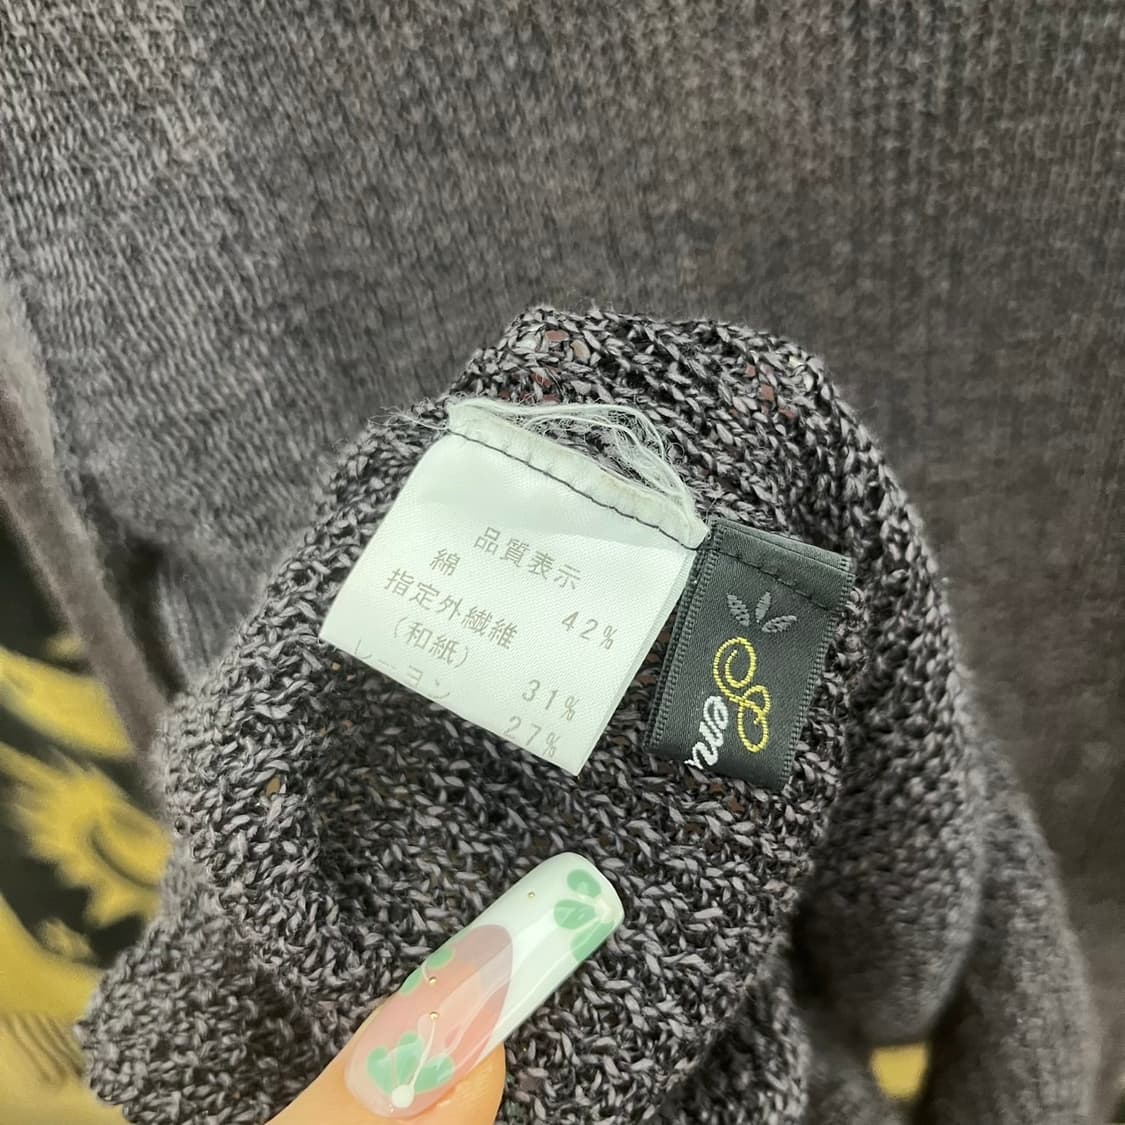 品質表示
綿 42%
指定外繊維
(和紙) 31%
レーヨン 27%